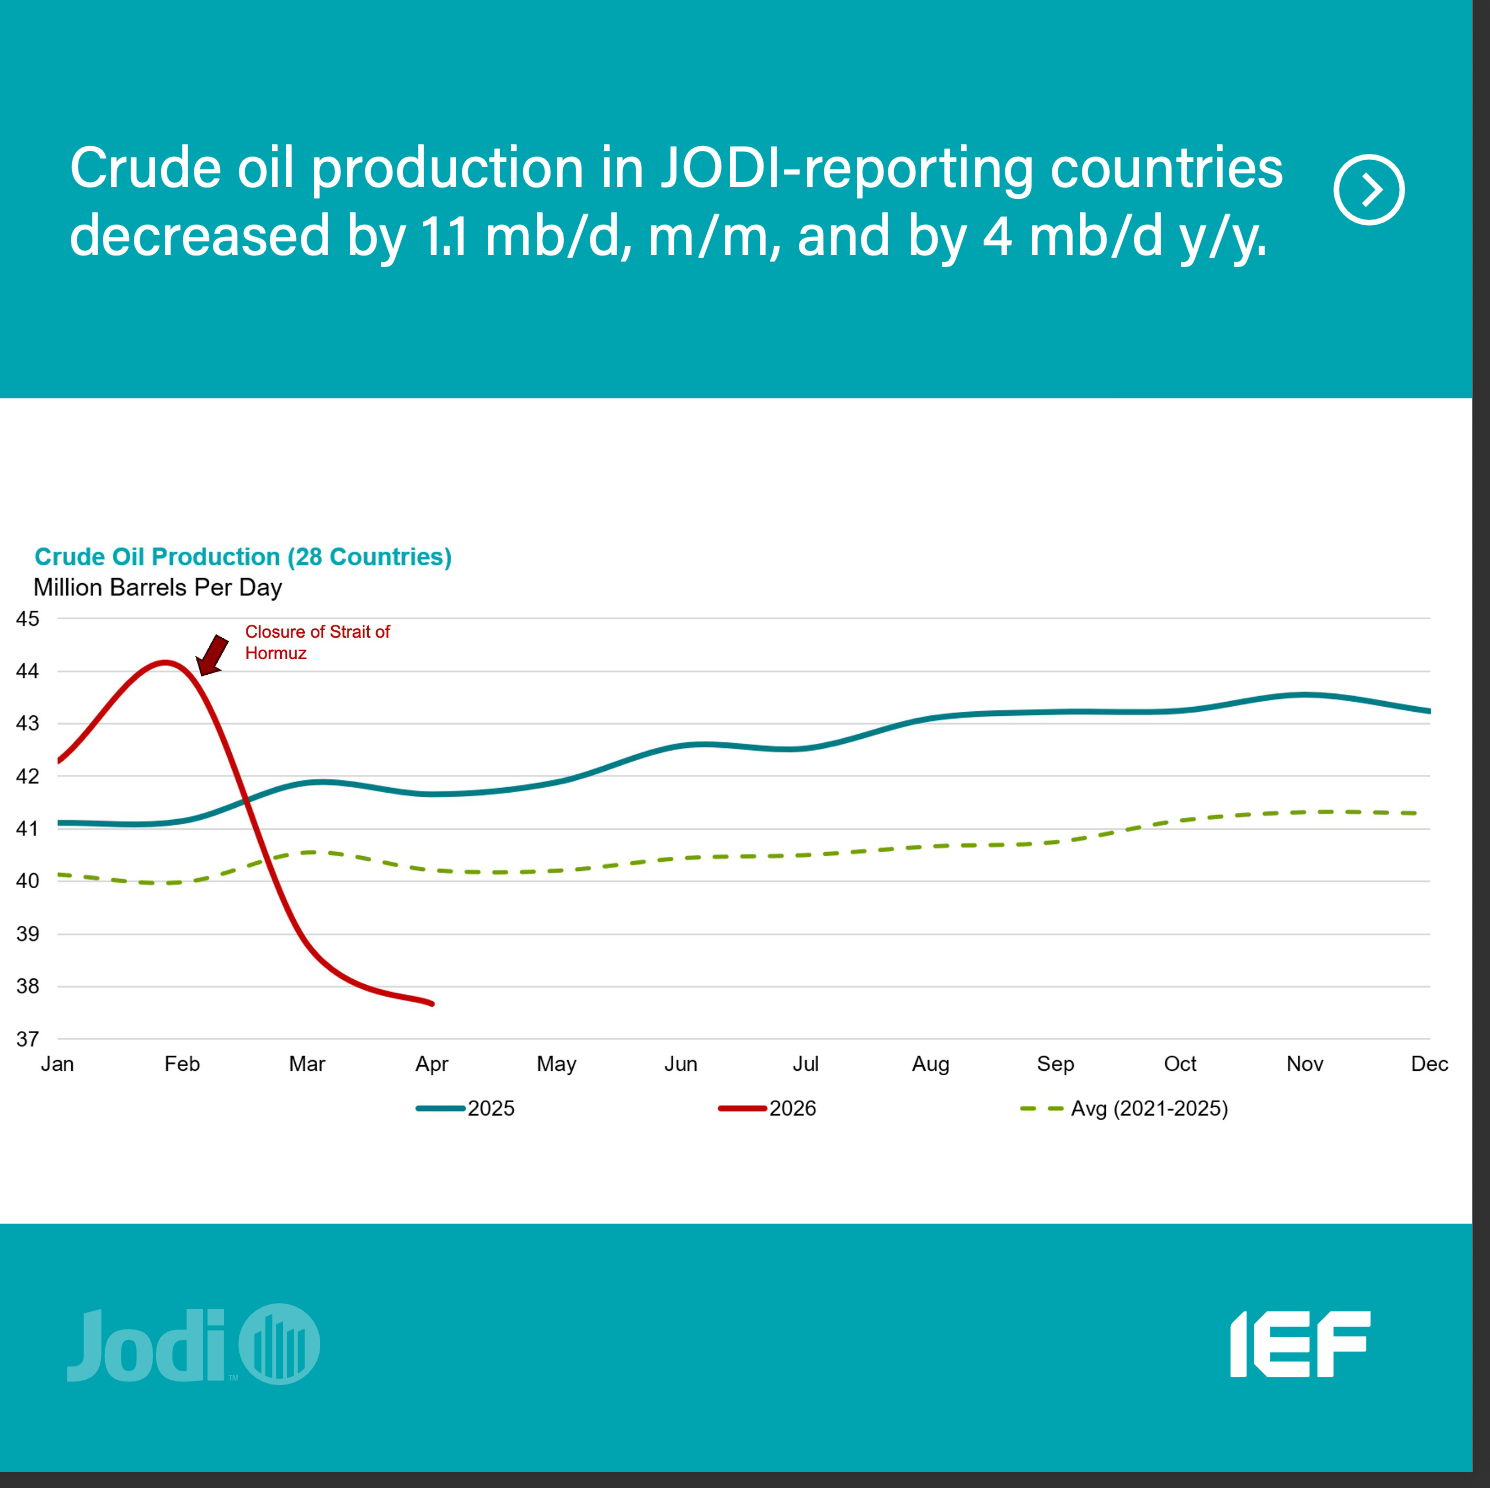 Crude oil production in JODI-reporting countries
decreased by 1.1 mb/d, m/m, and by 4 mb/d y/y.
Crude Oil Production (28 Countries)
Million Barrels Per Day
45
44
43
42
41
40
39
38
37
Closure of Strait of
Hormuz
Jan Feb Mar Apr May Jun Jul Aug Sep Oct Nov Dec
2025 2026 Avg (2021-2025)
Jodi TM
IEF